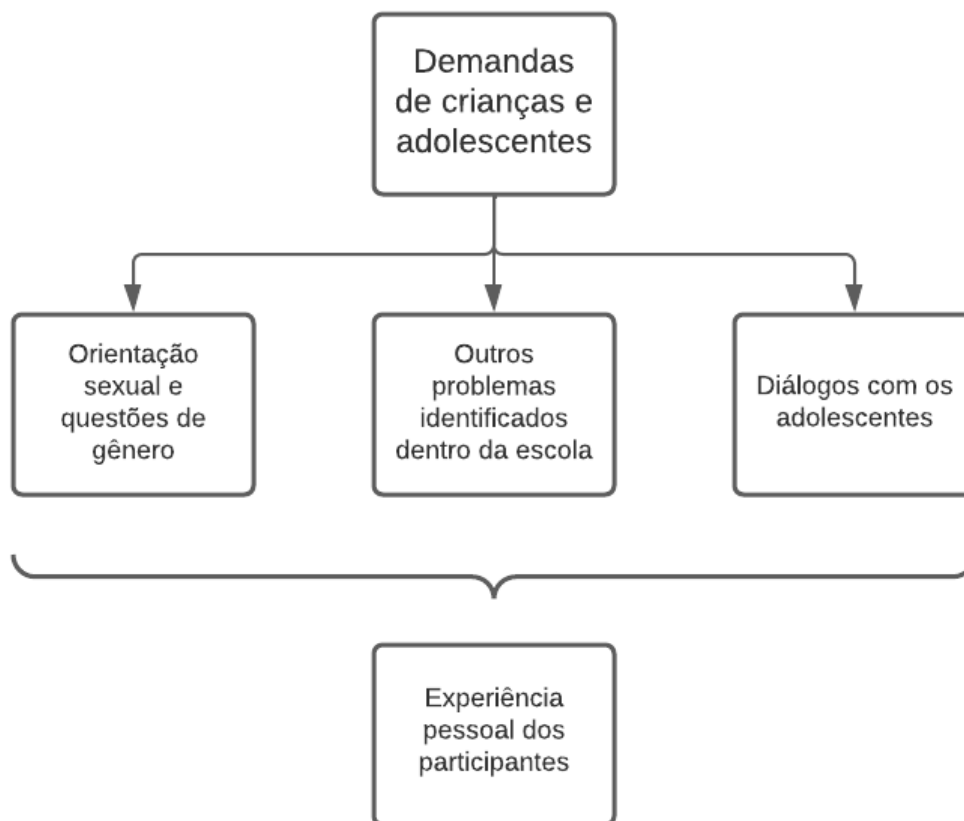 Demandas
de crianças e
adolescentes
Orientação
sexual e
questões de
gênero
Outros
problemas
identificados
dentro da escola
Diálogos com os
adolescentes
Experiência
pessoal dos
participantes